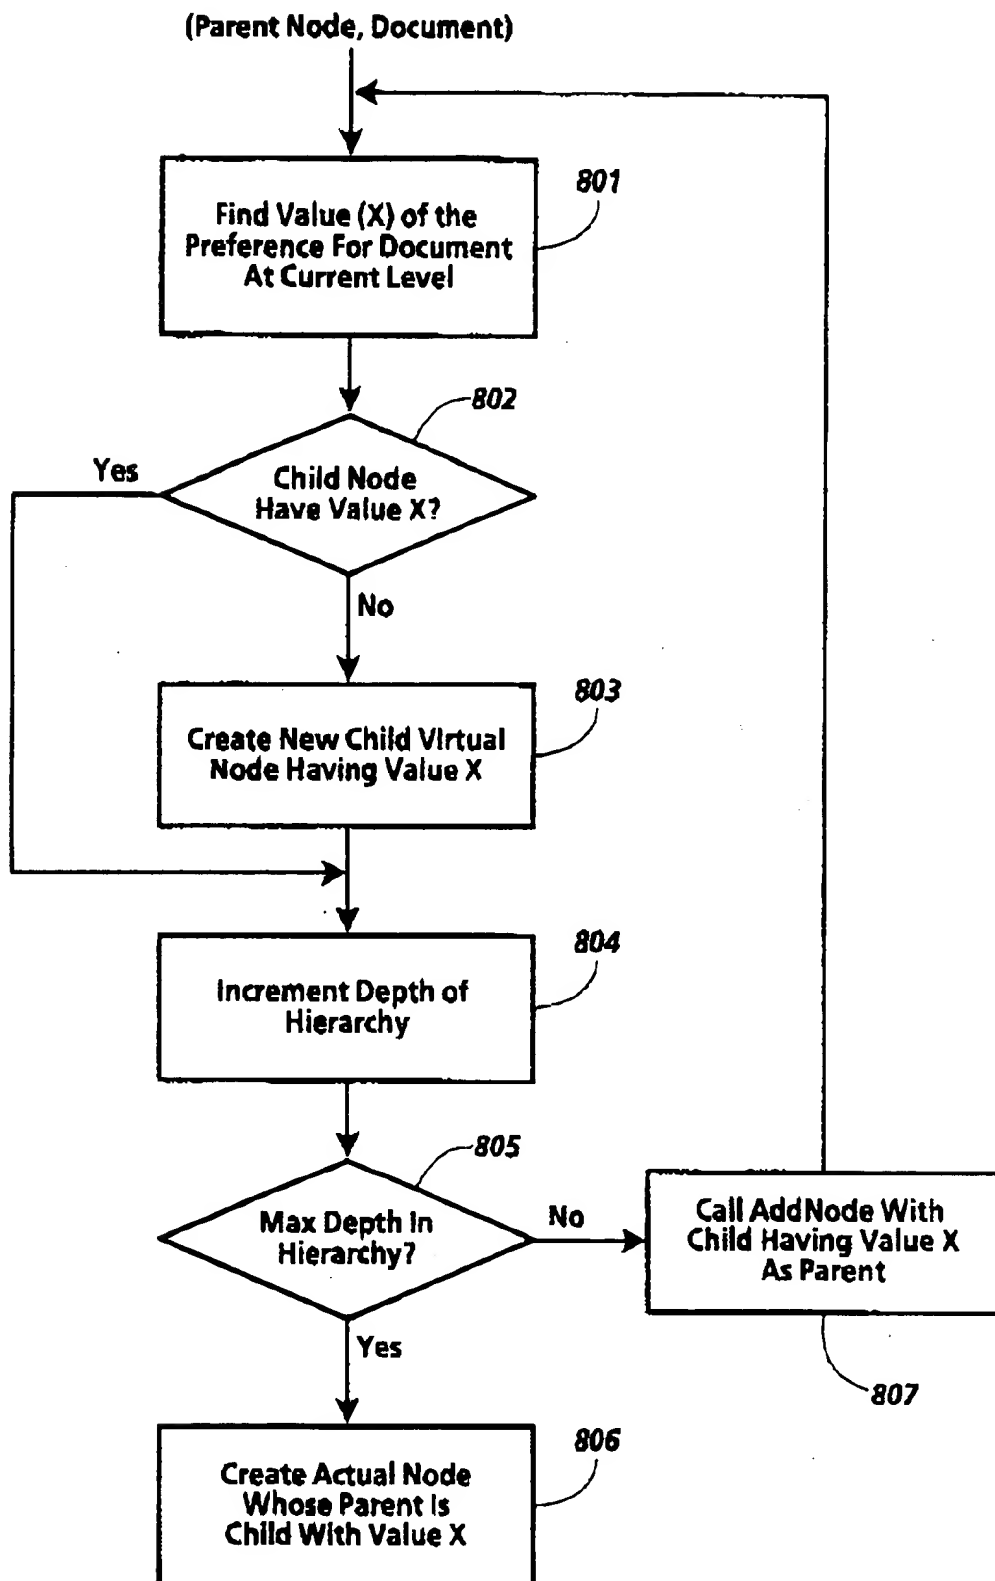 (Parent Node, Document)
801
Find Value (X) of the
Preference For Document
At Current Level
802
Yes
Child Node
Have Value X?
No
803
Create New Child Virtual
Node Having Value X
804
Increment Depth of
Hierarchy
805
Max Depth in
Hierarchy?
No
Call AddNode With
Child Having Value X
As Parent
Yes
807
806
Create Actual Node
Whose Parent is
Child With Value X